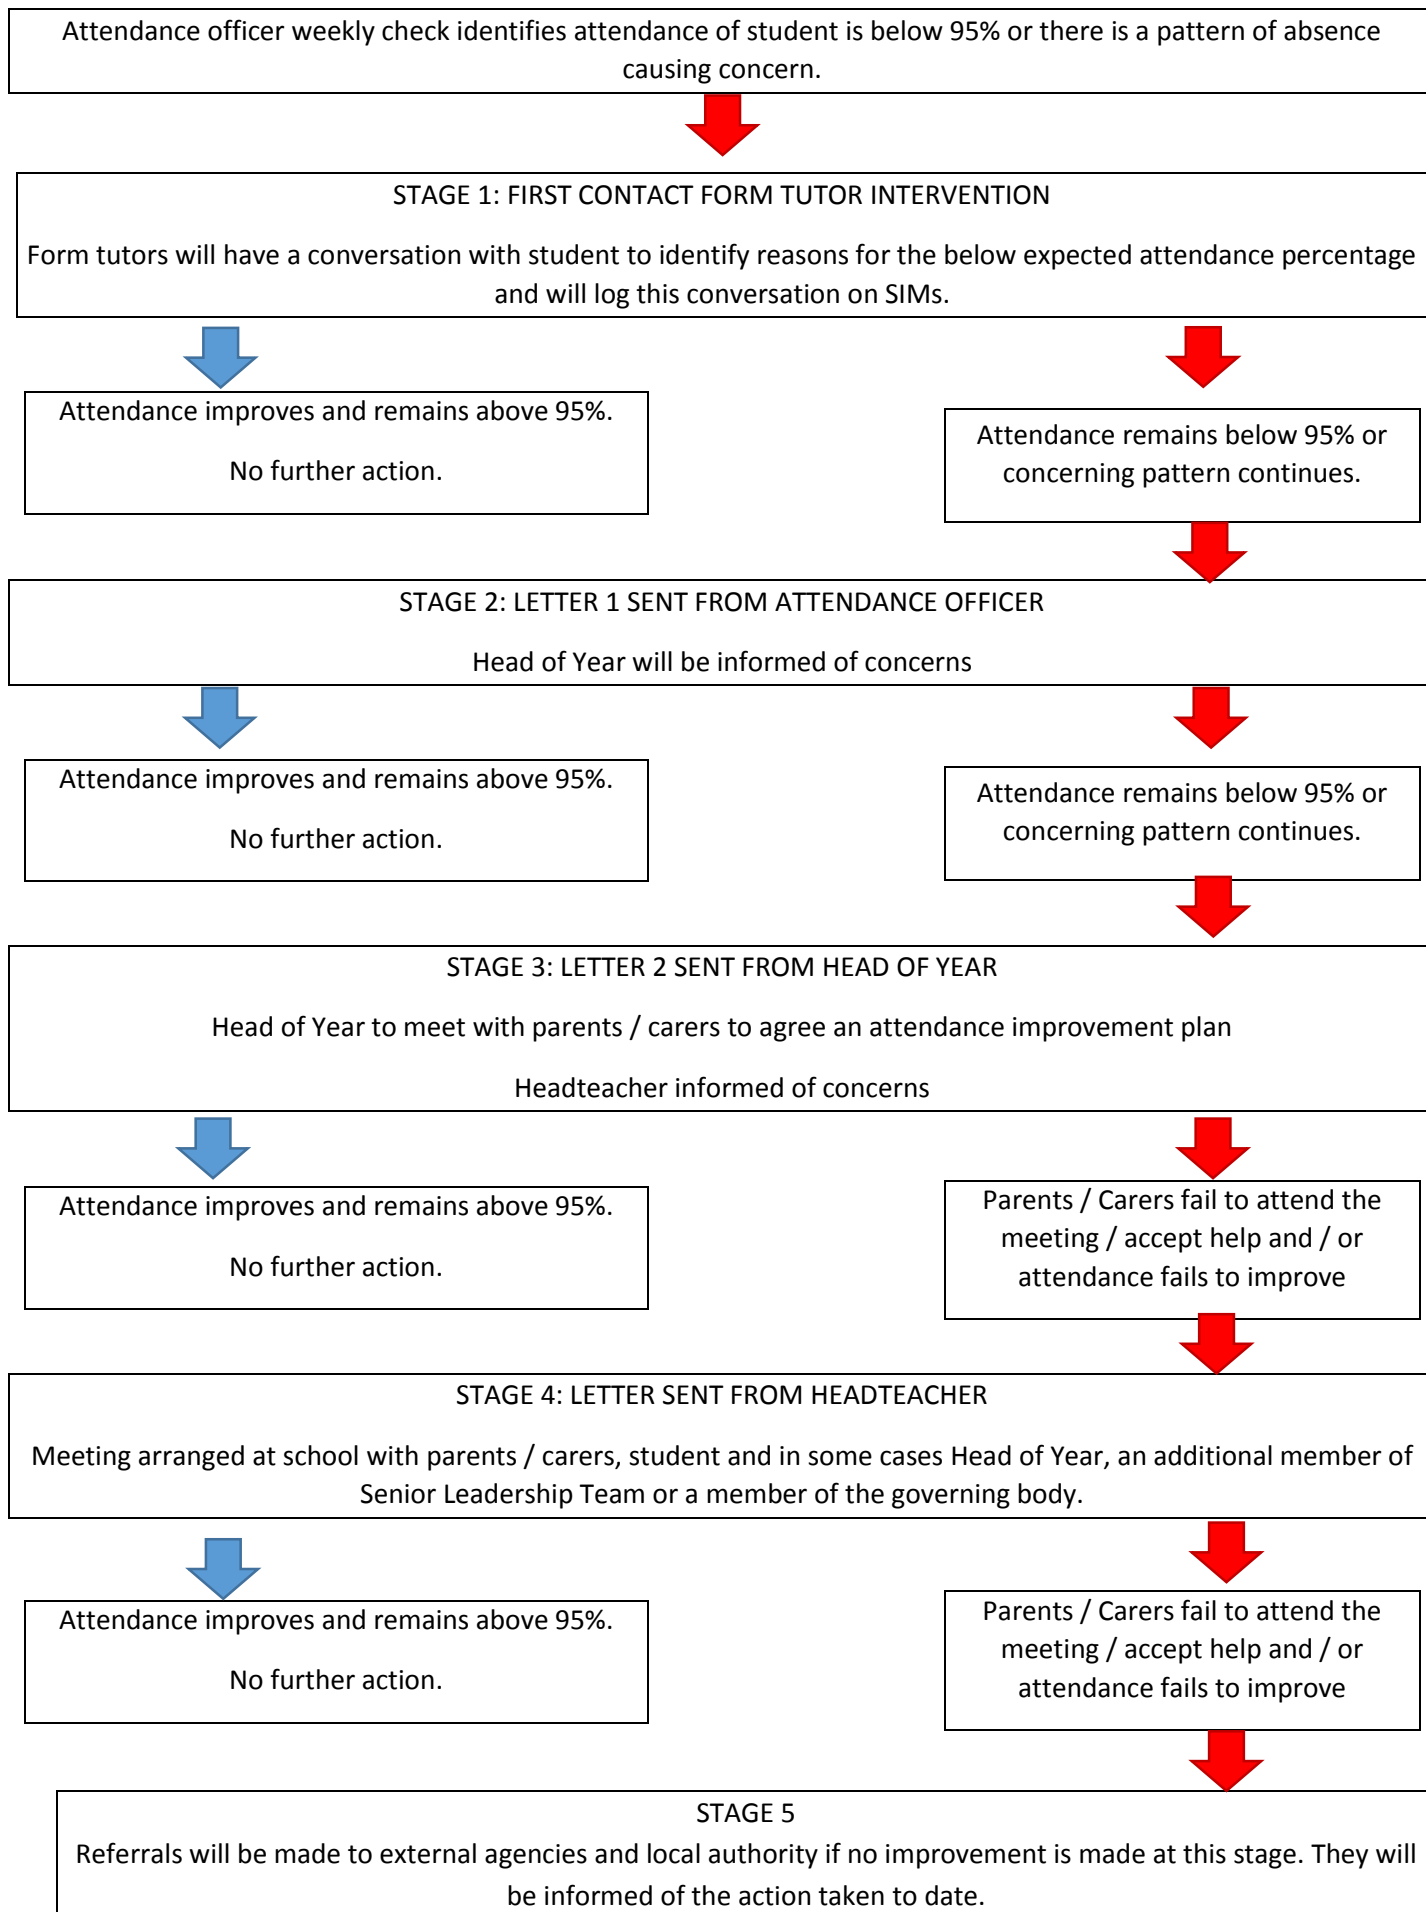 Attendance officer weekly check identifies attendance of student is below 95% or there is a pattern of absence
causing concern.
STAGE 1: FIRST CONTACT FORM TUTOR INTERVENTION
Form tutors will have a conversation with student to identify reasons for the below expected attendance percentage
and will log this conversation on SIMs.
Attendance improves and remains above 95%.
No further action.
Attendance remains below 95% or
concerning pattern continues.
STAGE 2: LETTER 1 SENT FROM ATTENDANCE OFFICER
Head of Year will be informed of concerns
Attendance improves and remains above 95%.
No further action.
Attendance remains below 95% or
concerning pattern continues.
STAGE 3: LETTER 2 SENT FROM HEAD OF YEAR
Head of Year to meet with parents / carers to agree an attendance improvement plan
Headteacher informed of concerns
Attendance improves and remains above 95%.
No further action.
Parents / Carers fail to attend the
meeting / accept help and / or
attendance fails to improve
STAGE 4: LETTER SENT FROM HEADTEACHER
Meeting arranged at school with parents / carers, student and in some cases Head of Year, an additional member of
Senior Leadership Team or a member of the governing body.
Attendance improves and remains above 95%.
No further action.
Parents / Carers fail to attend the
meeting / accept help and / or
attendance fails to improve
STAGE 5
Referrals will be made to external agencies and local authority if no improvement is made at this stage. They will
be informed of the action taken to date.